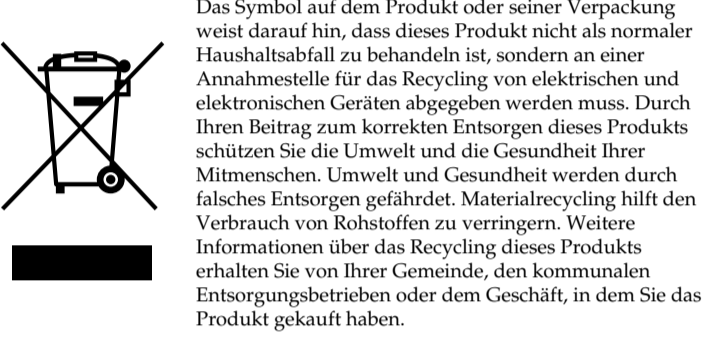 Das Symbol auf dem Produkt oder seiner Verpackung
weist darauf hin, dass dieses Produkt nicht als normaler
Haushaltsabfall zu behandeln ist, sondern an einer
Annahmestelle für das Recycling von elektrischen und
elektronischen Geräten abgegeben werden muss. Durch
Ihren Beitrag zum korrekten Entsorgen dieses Produkts
schützen Sie die Umwelt und die Gesundheit Ihrer
Mitmenschen. Umwelt und Gesundheit werden durch
falsches Entsorgen gefährdet. Materialrecycling hilft den
Verbrauch von Rohstoffen zu verringern. Weitere
Informationen über das Recycling dieses Produkts
erhalten Sie von Ihrer Gemeinde, den kommunalen
Entsorgungsbetrieben oder dem Geschäft, in dem Sie das
Produkt gekauft haben.